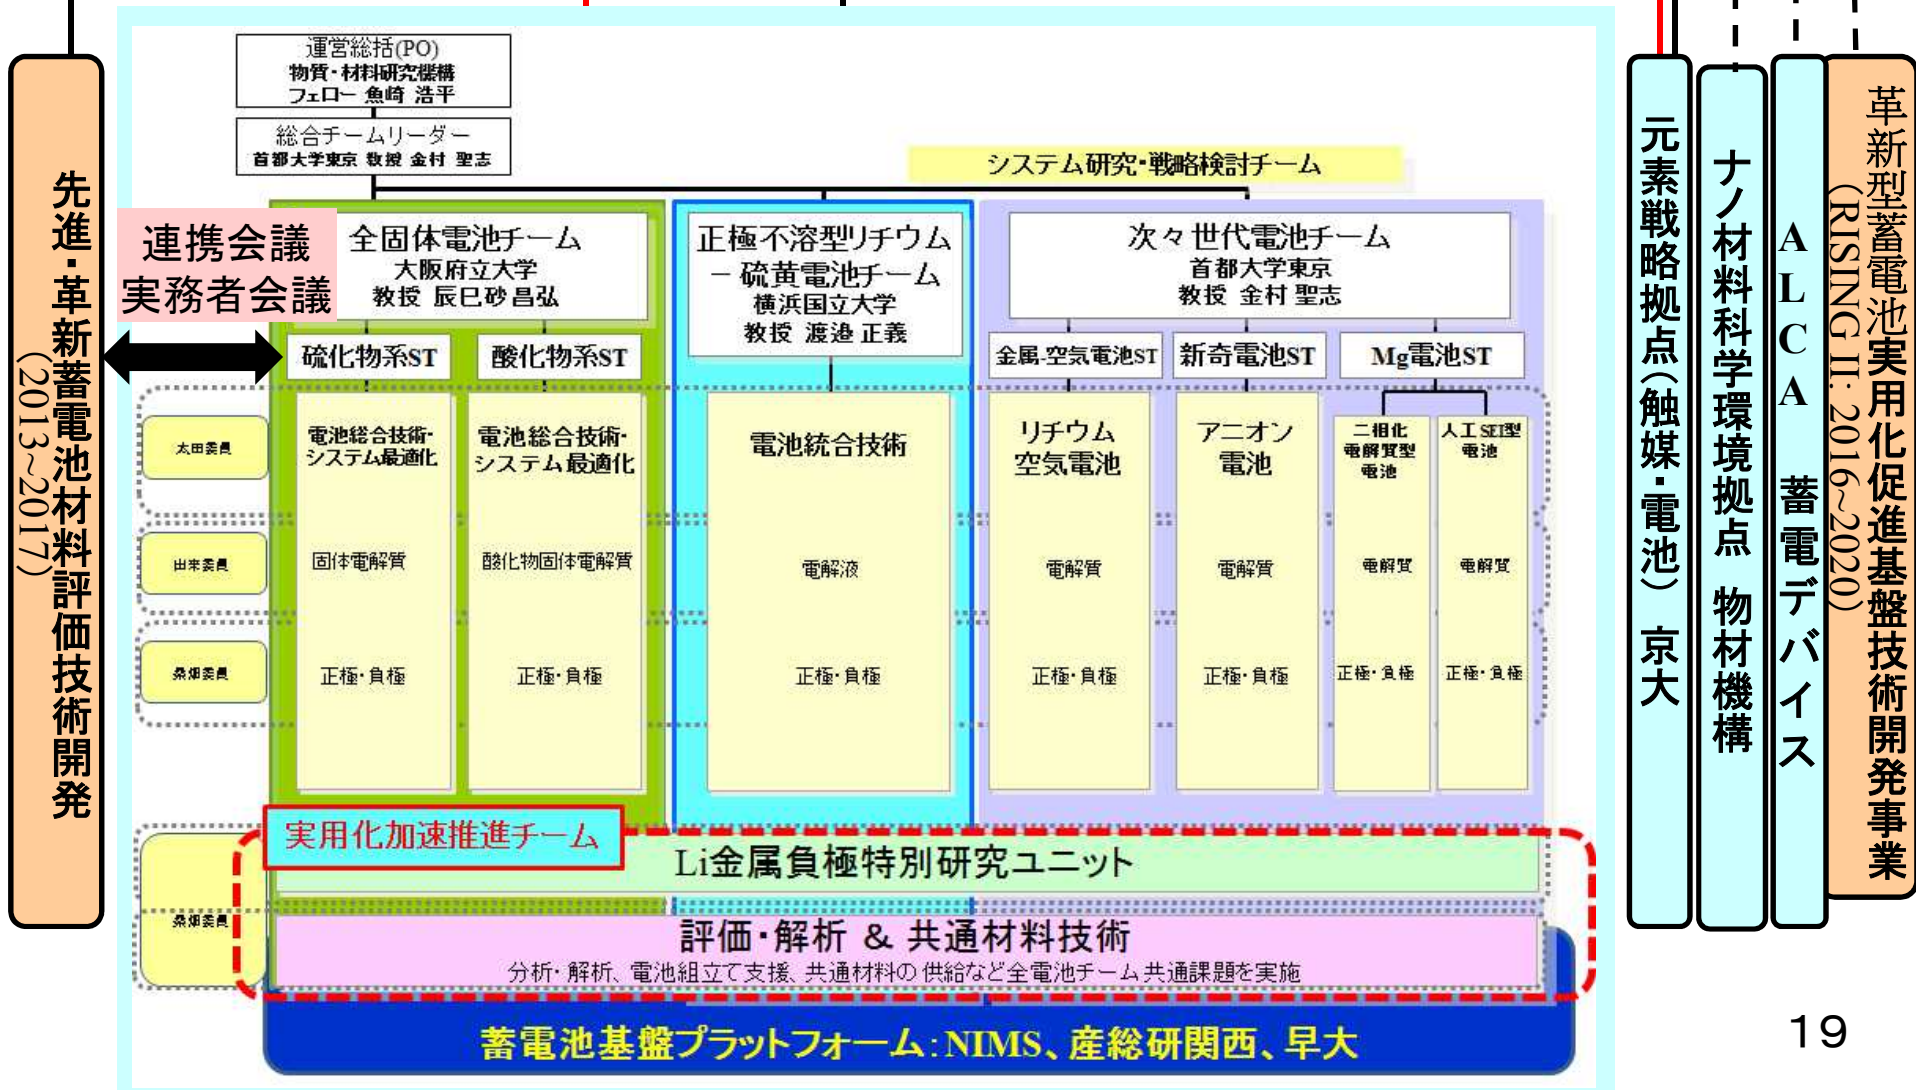 運営総括(PO)
物質・材料研究機構
フェロー 魚崎 浩平
総合チームリーダー
首都大学東京 教授 金村 聖志
システム研究・戦略検討チーム
先進・革新蓄電池材料評価技術開発
（2013~2017）
連携会議
実務者会議
全固体電池チーム
大阪府立大学
教授 辰巳砂 昌弘
硫化物系ST
酸化物系ST
正極不溶型リチウム
－硫黄電池チーム
横浜国立大学
教授 渡邉 正義
次々世代電池チーム
首都大学東京
教授 金村 聖志
金属-空気電池ST
新奇電池ST
Mg電池ST
太田委員
電池総合技術・
システム最適化
電池総合技術・
システム最適化
電池統合技術
リチウム
空気電池
アニオン
電池
二相化
電解質型
電池
人工SEI型
電池
出来委員
固体電解質
酸化物固体電解質
電解液
電解質
電解質
電解質
電解質
桑畑委員
正極・負極
正極・負極
正極・負極
正極・負極
正極・負極
正極・負極
正極・負極
実用化加速推進チーム
Li金属負極特別研究ユニット
桑畑委員
評価・解析 & 共通材料技術
分析・解析、電池組立て支援、共通材料の供給など全電池チーム共通課題を実施
蓄電池基盤プラットフォーム：NIMS、産総研関西、早大
元素戦略拠点（触媒・電池） 京大
ナノ材料科学環境拠点 物材機構
ALCA 蓄電デバイス
革新型蓄電池実用化促進基盤技術開発事業
（RISING II: 2016~2020）
19